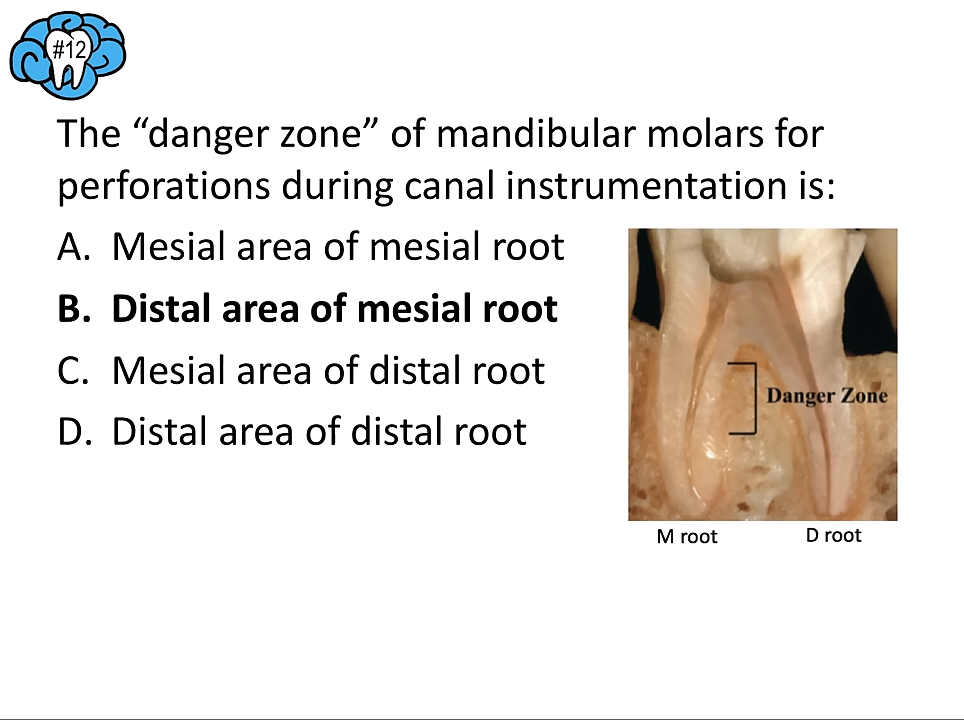 #12
The “danger zone” of mandibular molars for
perforations during canal instrumentation is:
A. Mesial area of mesial root
B. Distal area of mesial root
C. Mesial area of distal root
D. Distal area of distal root
Danger Zone
M root
D root